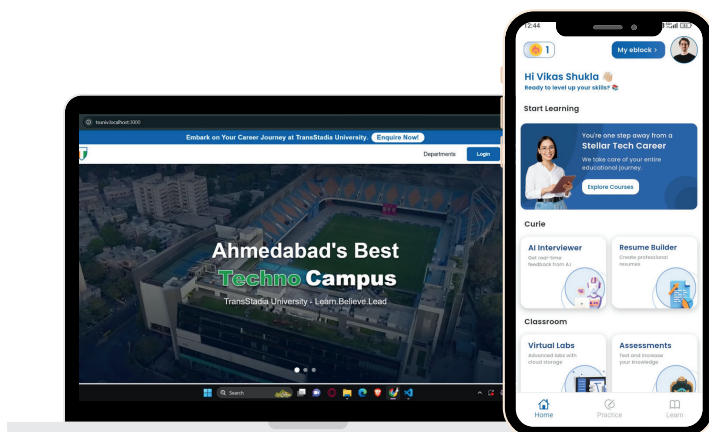 tsuniv.localhost:3000
Embark on Your Career Journey at TransStadia University. Enquire Now!
Departments Login
Ahmedabad's Best
Techno Campus
TransStadia University - Learn.Believe.Lead
Search
12:44
1
My eblock >
Hi Vikas Shukla
Ready to level up your skills?
Start Learning
You're one step away from a
Stellar Tech Career
We take care of your entire
educational journey.
Explore Courses
Curie
AI Interviewer
Get real-time
feedback from A.I
Resume Builder
Create professional
resumes
Classroom
Virtual Labs
Advanced labs with
cloud storage
Assessments
Test and increase
your knowledge
Home Practice Learn